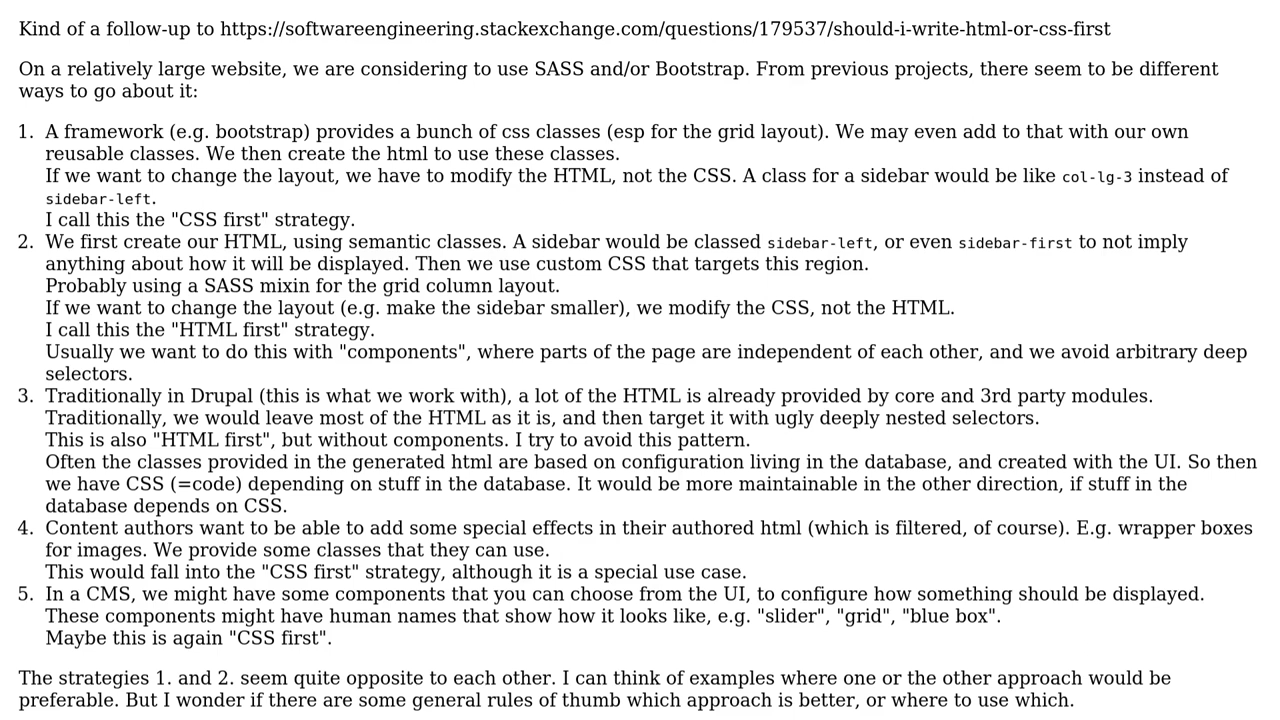 Kind of a follow-up to https://softwareengineering.stackexchange.com/questions/179537/should-i-write-html-or-css-first
On a relatively large website, we are considering to use SASS and/or Bootstrap. From previous projects, there seem to be different
ways to go about it:
1. A framework (e.g. bootstrap) provides a bunch of css classes (esp for the grid layout). We may even add to that with our own
reusable classes. We then create the html to use these classes.
If we want to change the layout, we have to modify the HTML, not the CSS. A class for a sidebar would be like col-lg-3 instead of
sidebar-left.
I call this the "CSS first" strategy.
2. We first create our HTML, using semantic classes. A sidebar would be classed sidebar-left, or even sidebar-first to not imply
anything about how it will be displayed. Then we use custom CSS that targets this region.
Probably using a SASS mixin for the grid column layout.
If we want to change the layout (e.g. make the sidebar smaller), we modify the CSS, not the HTML.
I call this the "HTML first" strategy.
Usually we want to do this with "components", where parts of the page are independent of each other, and we avoid arbitrary deep
selectors.
3. Traditionally in Drupal (this is what we work with), a lot of the HTML is already provided by core and 3rd party modules.
Traditionally, we would leave most of the HTML as it is, and then target it with ugly deeply nested selectors.
This is also "HTML first", but without components. I try to avoid this pattern.
Often the classes provided in the generated html are based on configuration living in the database, and created with the UI. So then
we have CSS (=code) depending on stuff in the database. It would be more maintainable in the other direction, if stuff in the
database depends on CSS.
4. Content authors want to be able to add some special effects in their authored html (which is filtered, of course). E.g. wrapper boxes
for images. We provide some classes that they can use.
This would fall into the "CSS first" strategy, although it is a special use case.
5. In a CMS, we might have some components that you can choose from the UI, to configure how something should be displayed.
These components might have human names that show how it looks like, e.g. "slider", "grid", "blue box".
Maybe this is again "CSS first".
The strategies 1. and 2. seem quite opposite to each other. I can think of examples where one or the other approach would be
preferable. But I wonder if there are some general rules of thumb which approach is better, or where to use which.